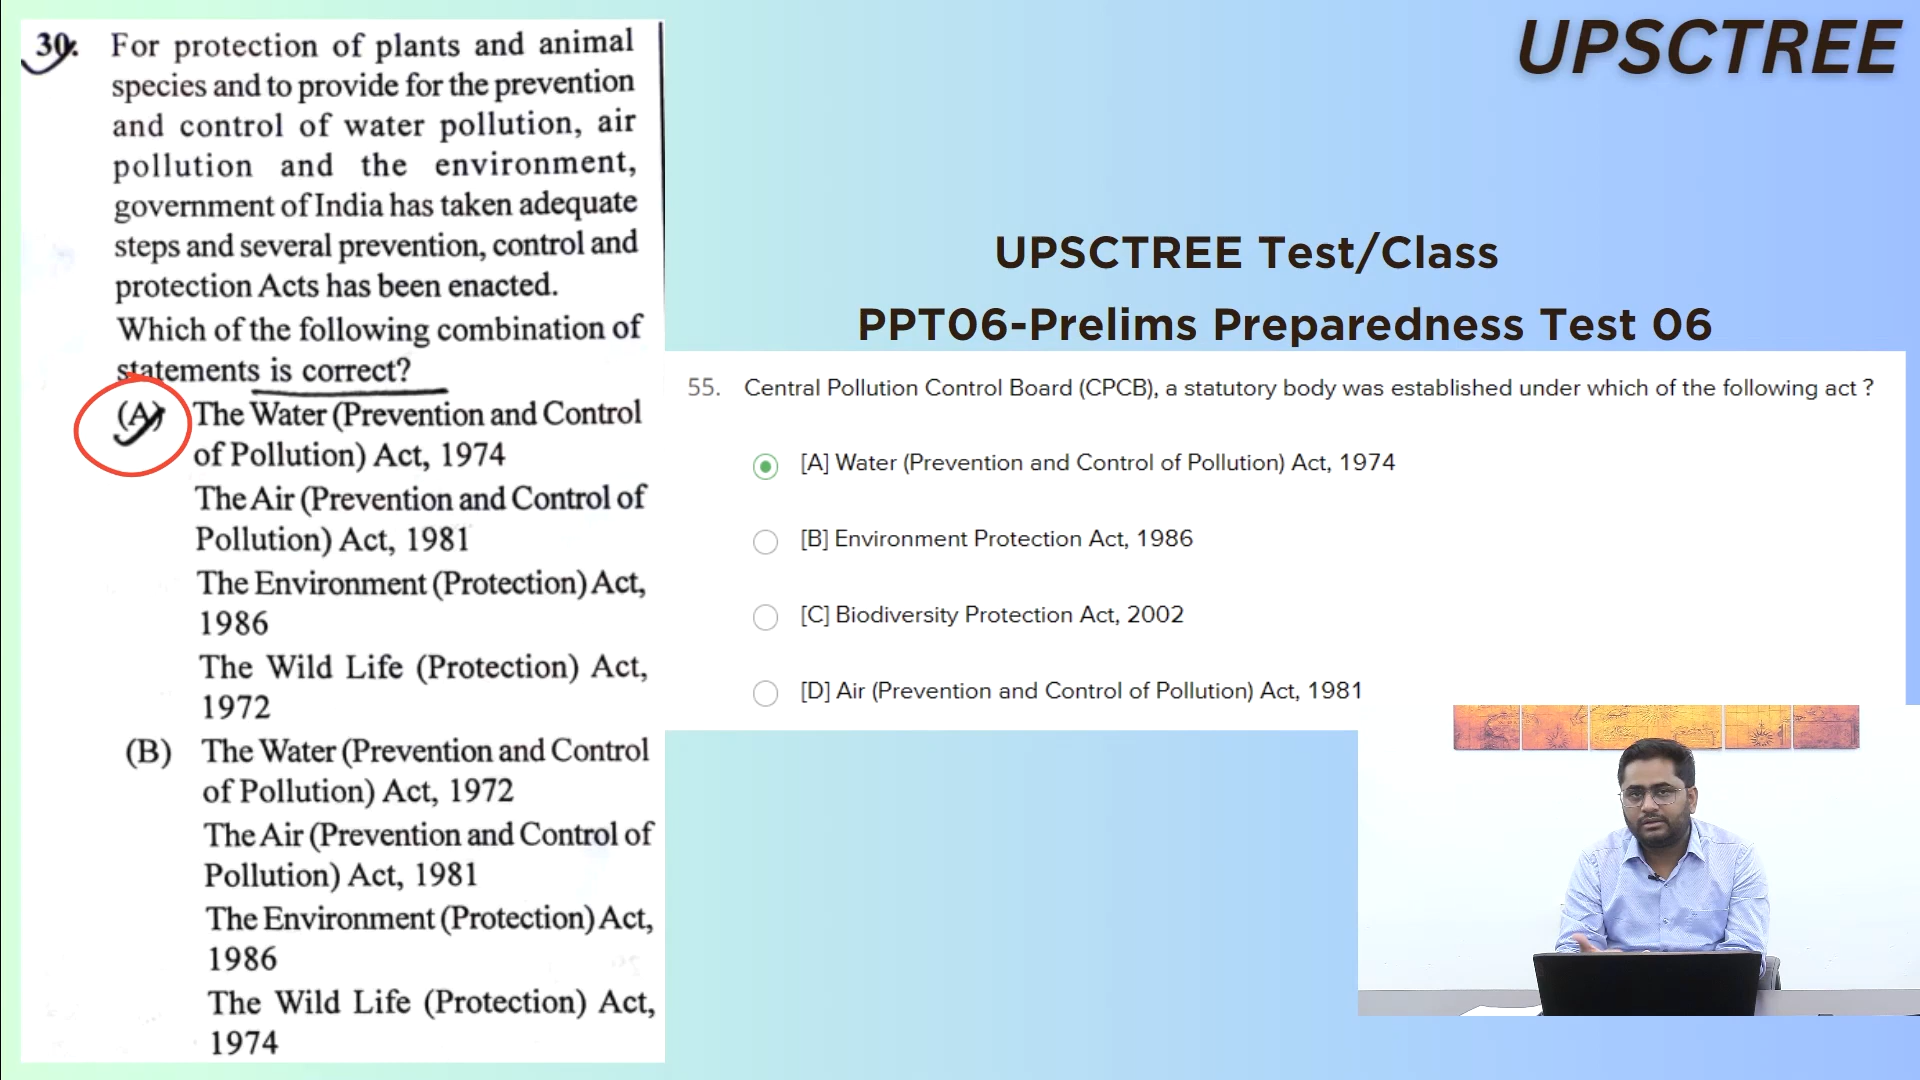 30. For protection of plants and animal
species and to provide for the prevention
and control of water pollution, air
pollution and the environment,
government of India has taken adequate
steps and several prevention, control and
protection Acts has been enacted.
Which of the following combination of
statements is correct?
(A) The Water (Prevention and Control
of Pollution) Act, 1974
The Air (Prevention and Control of
Pollution) Act, 1981
The Environment (Protection) Act,
1986
The Wild Life (Protection) Act,
1972
(B) The Water (Prevention and Control
of Pollution) Act, 1972
The Air (Prevention and Control of
Pollution) Act, 1981
The Environment (Protection) Act,
1986
The Wild Life (Protection) Act,
1974
UPSCTREE
UPSCTREE Test/Class
PPT06-Prelims Preparedness Test 06
55. Central Pollution Control Board (CPCB), a statutory body was established under which of the following act ?
[A] Water (Prevention and Control of Pollution) Act, 1974
[B] Environment Protection Act, 1986
[C] Biodiversity Protection Act, 2002
[D] Air (Prevention and Control of Pollution) Act, 1981